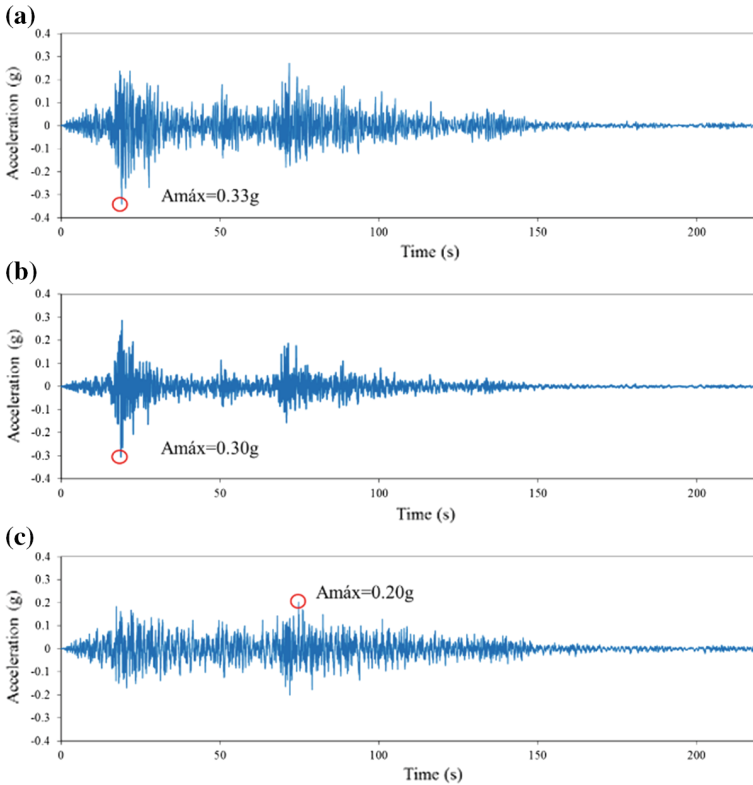 (a)
0.4
0.3
0.2
0.1
0
-0.1
-0.2
-0.3
-0.4
Acceleration (g)
Amáx=0.33g
0 50 100 150 200
Time (s)
(b)
0.4
0.3
0.2
0.1
0
-0.1
-0.2
-0.3
-0.4
Acceleration (g)
Amáx=0.30g
0 50 100 150 200
Time (s)
(c)
0.4
0.3
0.2
0.1
0
-0.1
-0.2
-0.3
-0.4
Acceleration (g)
Amáx=0.20g
0 50 100 150 200
Time (s)